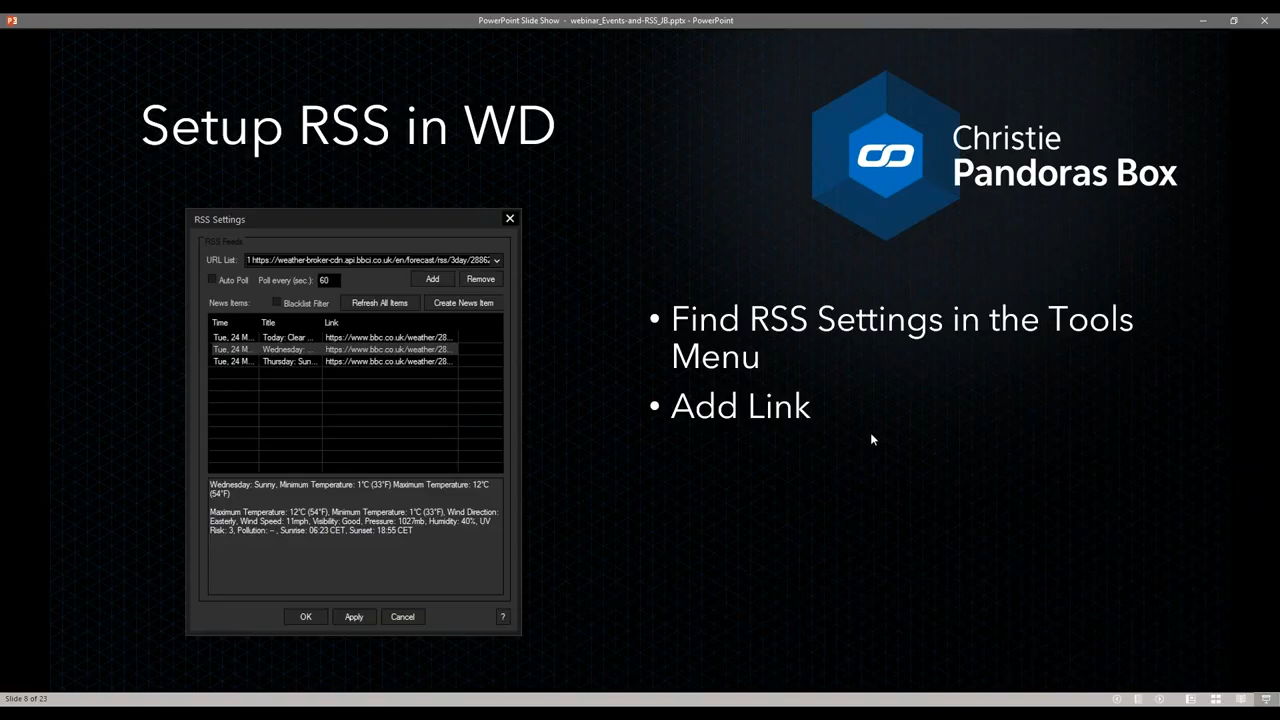 PowerPoint Slide Show - webinar_Events-and-RSS_JB.pptx - PowerPoint
Setup RSS in WD
Christie
Pandoras Box
RSS Settings
RSS Feeds
URL List: 1 https://weather-broker-cdn.api.bbci.co.uk/en/forecast/rss/3day/28862
Auto Poll Poll every (sec.): 60 Add Remove
News Items: Blacklist Filter Refresh All Items Create News Item
Time Title Link
Tue, 24 M... Today: Clear ... https://www.bbc.co.uk/weather/28...
Tue, 24 M... Wednesday: ... https://www.bbc.co.uk/weather/28...
Tue, 24 M... Thursday: Sun... https://www.bbc.co.uk/weather/28...
Wednesday: Sunny, Minimum Temperature: 1°C (33°F) Maximum Temperature: 12°C
(54°F)
Maximum Temperature: 12°C (54°F), Minimum Temperature: 1°C (33°F), Wind Direction:
Easterly, Wind Speed: 11mph, Visibility: Good, Pressure: 1027mb, Humidity: 40%, UV
Risk: 3, Pollution: -- , Sunrise: 06:23 CET, Sunset: 18:55 CET
OK Apply Cancel ?
• Find RSS Settings in the Tools
Menu
• Add Link
Slide 8 of 23